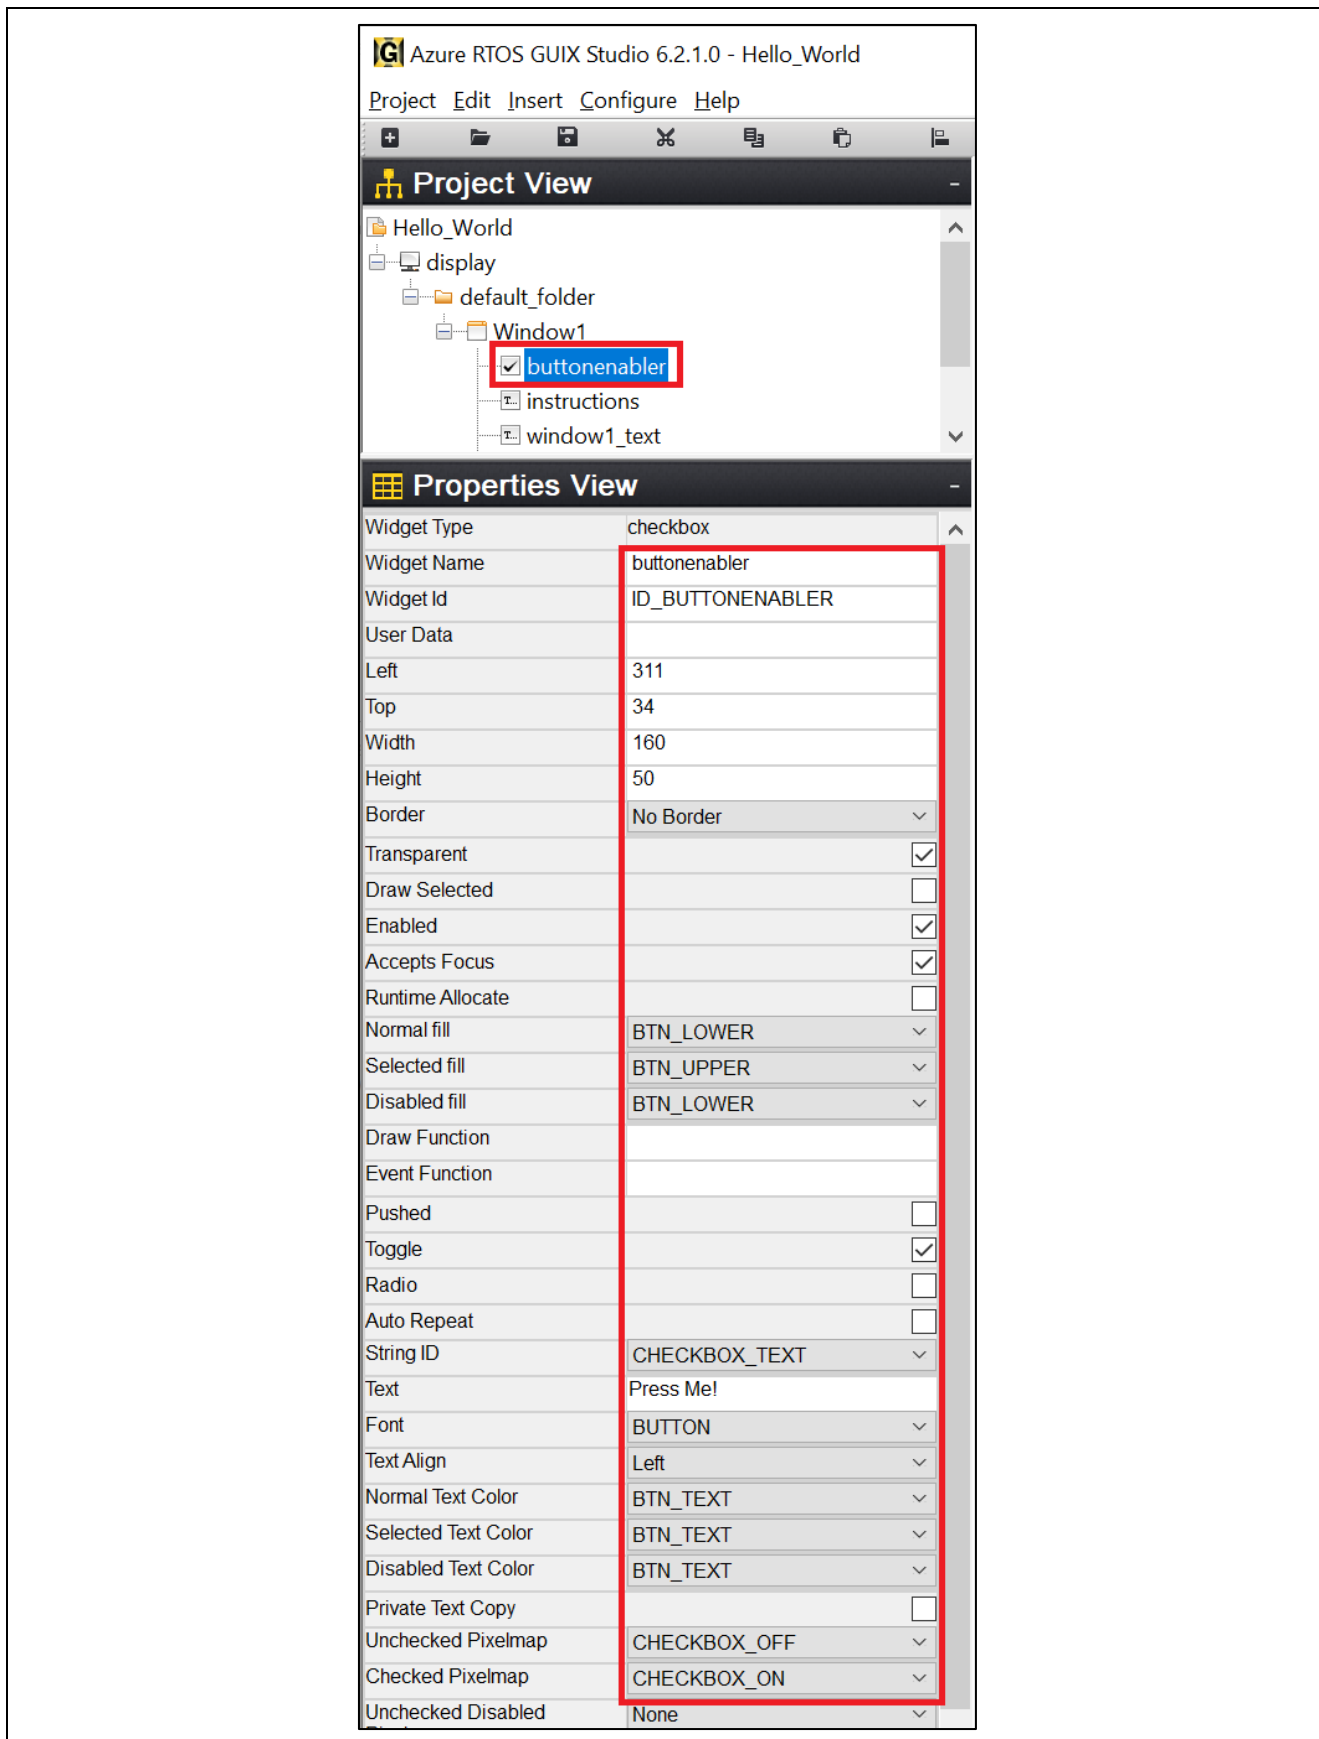 Azure RTOS GUIX Studio 6.2.1.0 - Hello_World
Project Edit Insert Configure Help
Project View
Hello_World
display
default_folder
Window1
buttonenabler
instructions
window1_text
Properties View
Widget Type checkbox
Widget Name buttonenabler
Widget Id ID_BUTTONENABLER
User Data
Left 311
Top 34
Width 160
Height 50
Border No Border
Transparent
Draw Selected
Enabled
Accepts Focus
Runtime Allocate
Normal fill BTN_LOWER
Selected fill BTN_UPPER
Disabled fill BTN_LOWER
Draw Function
Event Function
Pushed
Toggle
Radio
Auto Repeat
String ID CHECKBOX_TEXT
Text Press Me!
Font BUTTON
Text Align Left
Normal Text Color BTN_TEXT
Selected Text Color BTN_TEXT
Disabled Text Color BTN_TEXT
Private Text Copy
Unchecked Pixelmap CHECKBOX_OFF
Checked Pixelmap CHECKBOX_ON
Unchecked Disabled None